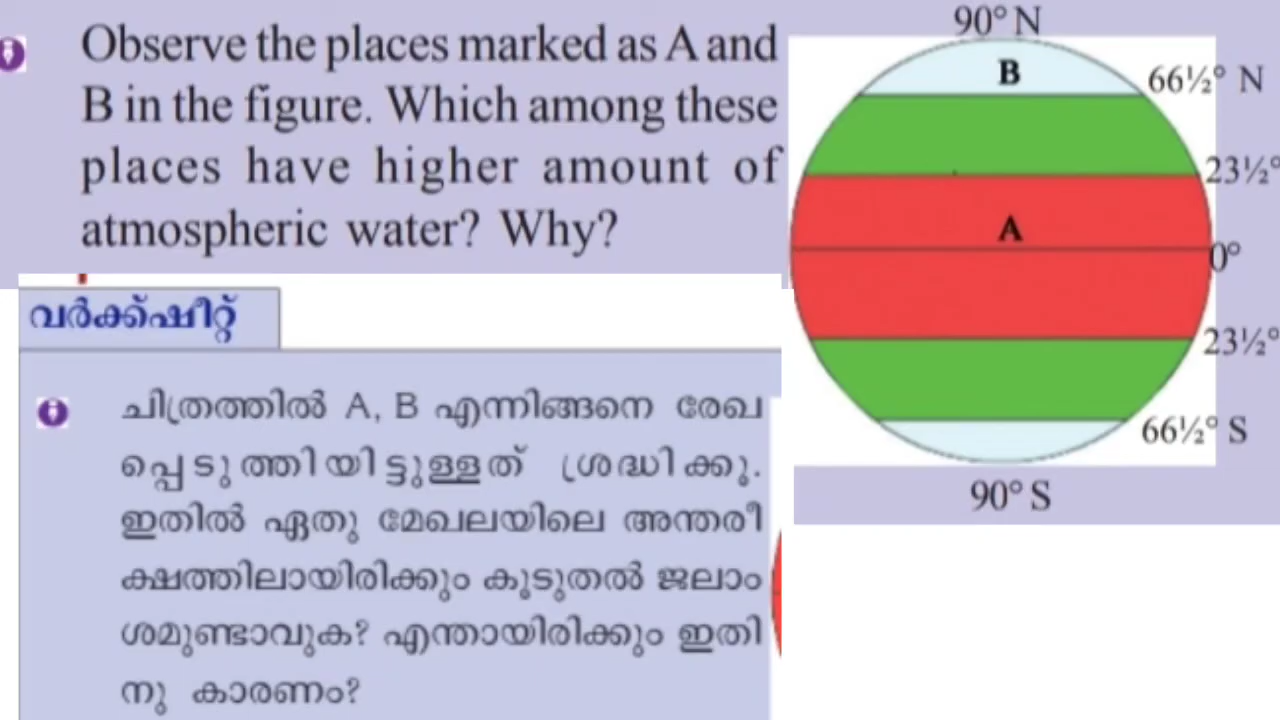 Observe the places marked as A and
B in the figure. Which among these
places have higher amount of
atmospheric water? Why?
90° N
B
66½° N
23½°
A
0°
23½°
66½° S
90° S
വർക്ക്ഷീറ്റ്
ചിത്രത്തിൽ A, B എന്നിങ്ങനെ രേഖ
പ്പെടുത്തിയിട്ടുള്ളത് ശ്രദ്ധിക്കൂ.
ഇതിൽ ഏതു മേഖലയിലെ അന്തരീ
ക്ഷത്തിലായിരിക്കും കൂടുതൽ ജലാം
ശമുണ്ടാവുക? എന്തായിരിക്കും ഇതി
നു കാരണം?